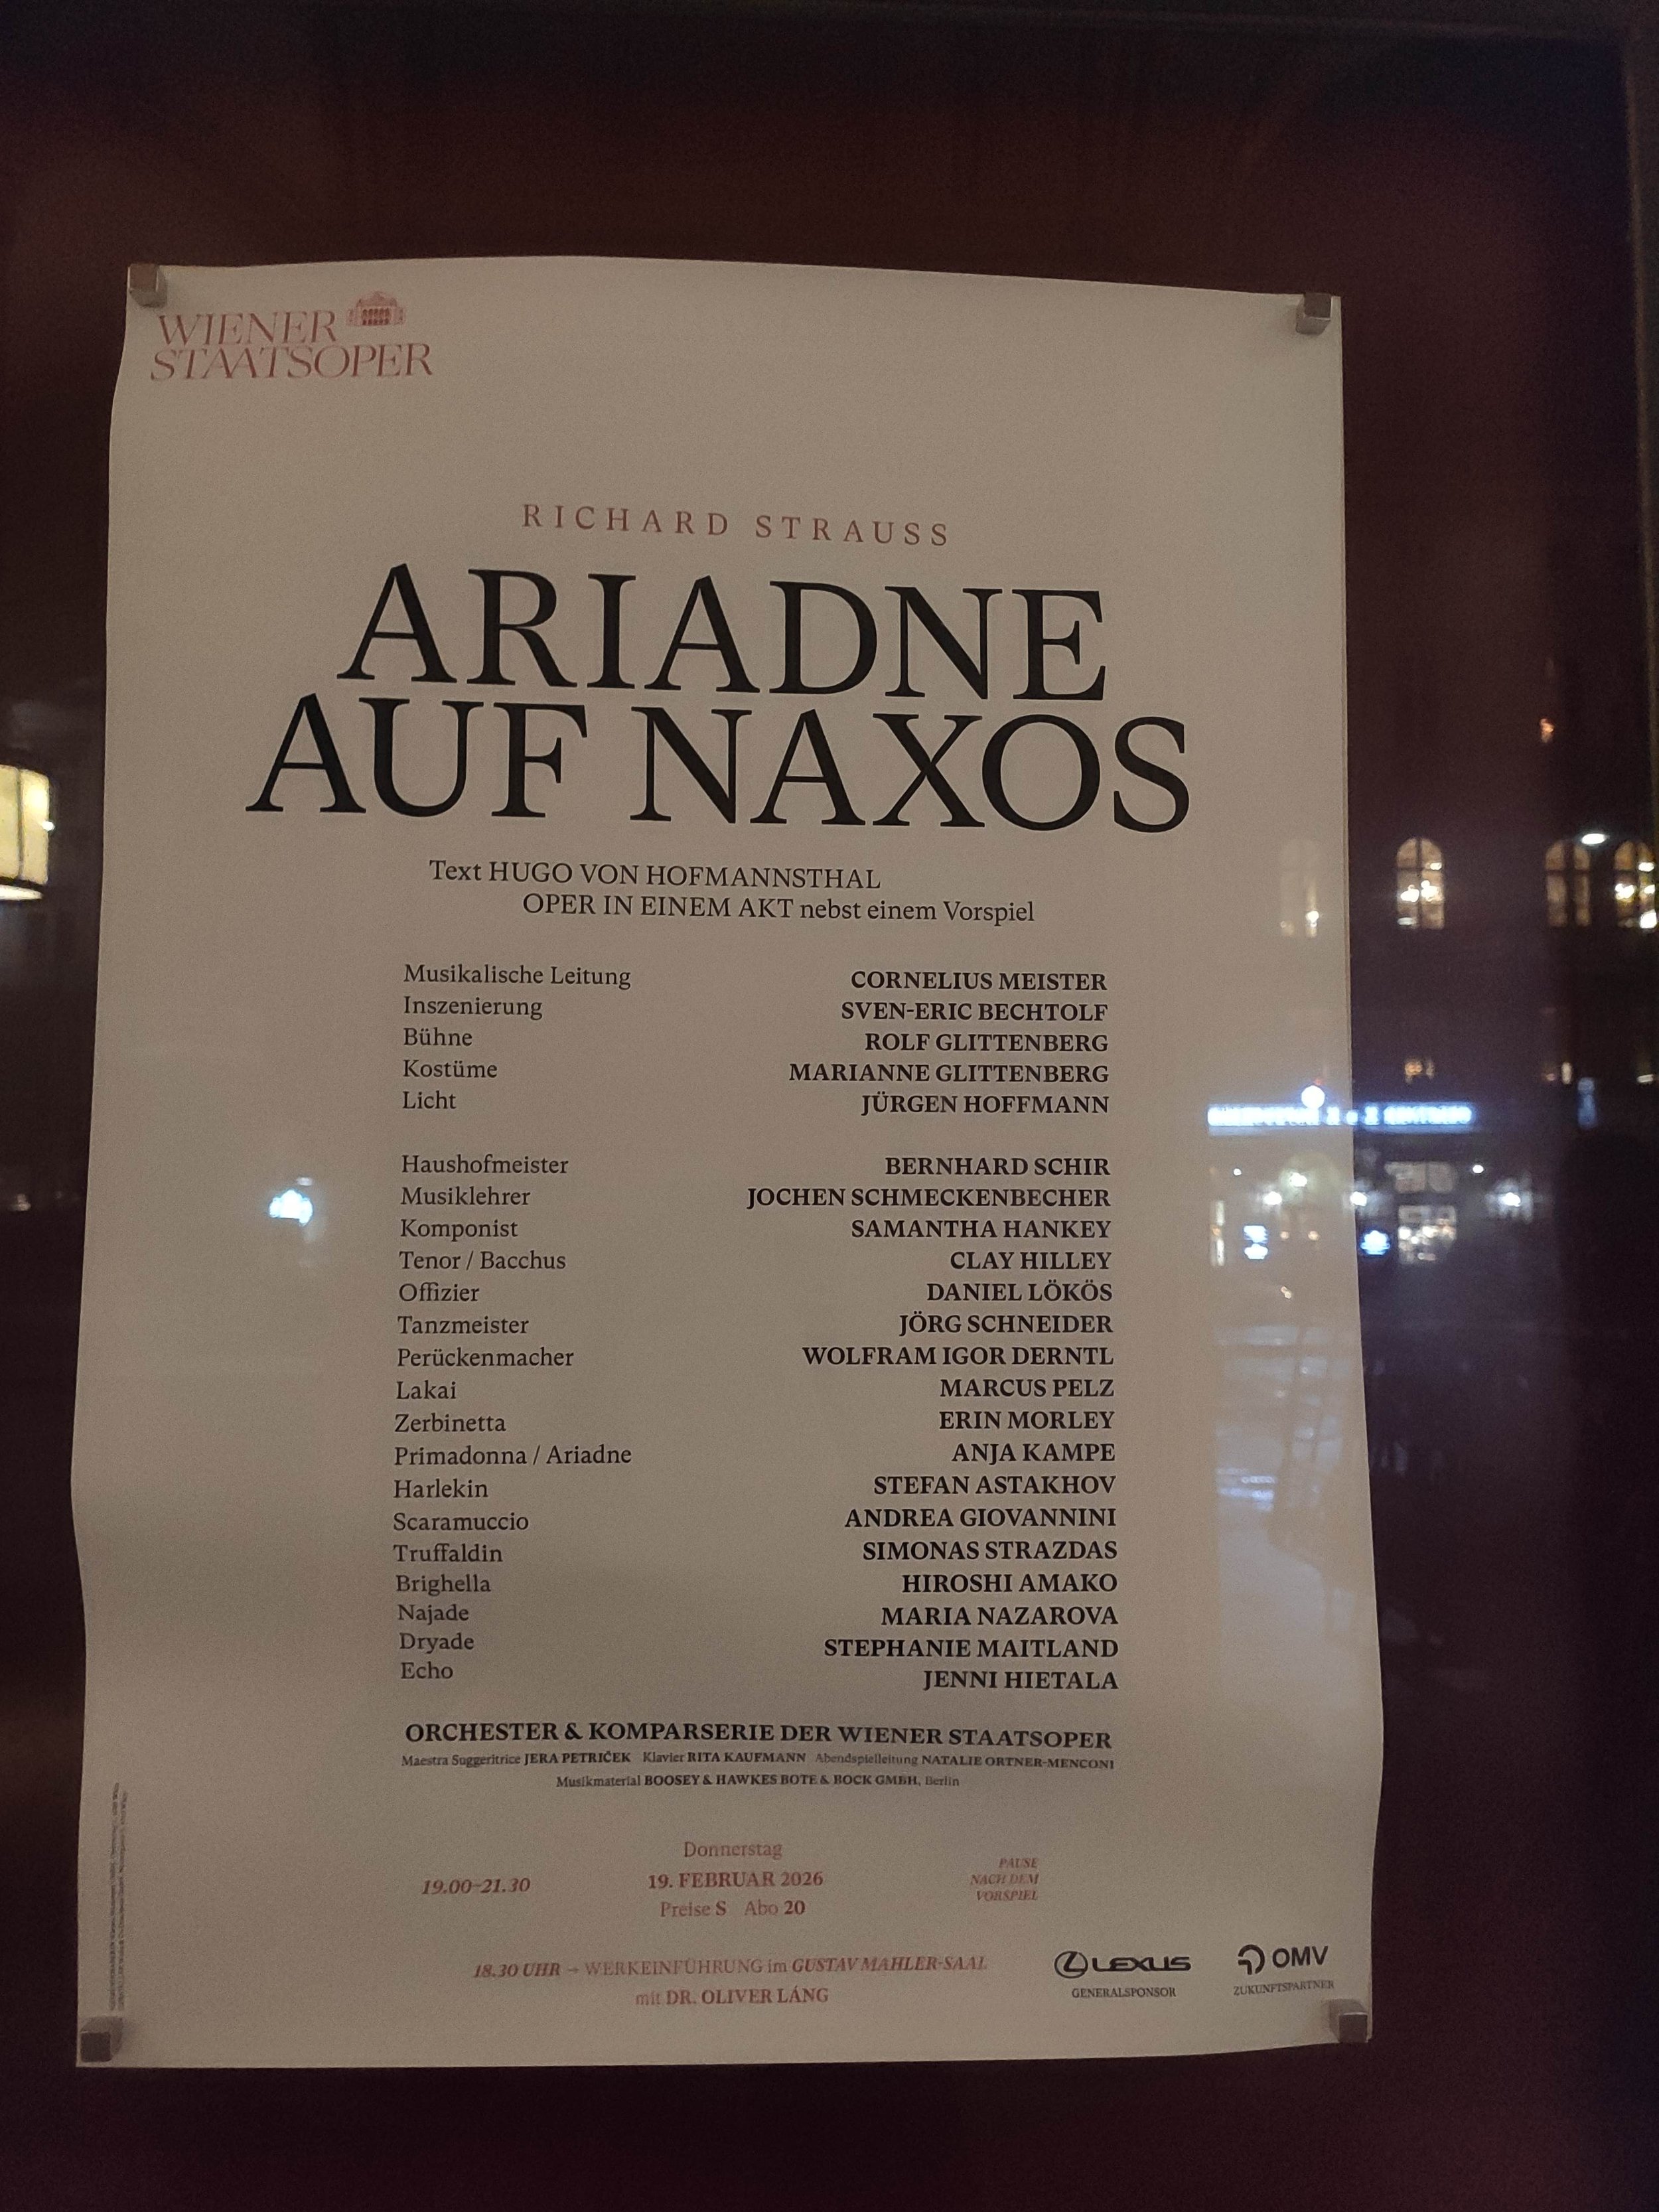 WIENER
STAATSOPER
RICHARD STRAUSS
ARIADNE
AUF NAXOS
Text HUGO VON HOFMANNSTHAL
OPER IN EINEM AKT nebst einem Vorspiel
Musikalische Leitung CORNELIUS MEISTER
Inszenierung SVEN-ERIC BECHTOLF
Bühne ROLF GLITTENBERG
Kostüme MARIANNE GLITTENBERG
Licht JÜRGEN HOFFMANN
Haushofmeister BERNHARD SCHIR
Musiklehrer JOCHEN SCHMECKENBECHER
Komponist SAMANTHA HANKEY
Tenor / Bacchus CLAY HILLEY
Offizier DANIEL LÖKÖS
Tanzmeister JÖRG SCHNEIDER
Perückenmacher WOLFRAM IGOR DERNTL
Lakai MARCUS PELZ
Zerbinetta ERIN MORLEY
Primadonna / Ariadne ANJA KAMPE
Harlekin STEFAN ASTAKHOV
Scaramuccio ANDREA GIOVANNINI
Truffaldin SIMONAS STRAZDAS
Brighella HIROSHI AMAKO
Najade MARIA NAZAROVA
Dryade STEPHANIE MAITLAND
Echo JENNI HIETALA
ORCHESTER & KOMPARSERIE DER WIENER STAATSOPER
Maestra Suggeritrice JERA PETRIČEK Klavier RITA KAUFMANN Abendspielleitung NATALIE ORTNER-MENCONI
Musikmaterial BOOSEY & HAWKES BOTE & BOCK GMBH, Berlin
19.00–21.30
Donnerstag
19. FEBRUAR 2026
Preise S Abo 20
PAUSE
NACH DEM
VORSPIEL
18.30 UHR → WERKEINFÜHRUNG im GUSTAV MAHLER-SAAL
mit DR. OLIVER LÁNG
LEXUS
GENERALSPONSOR
OMV
ZUKUNFTSPARTNER